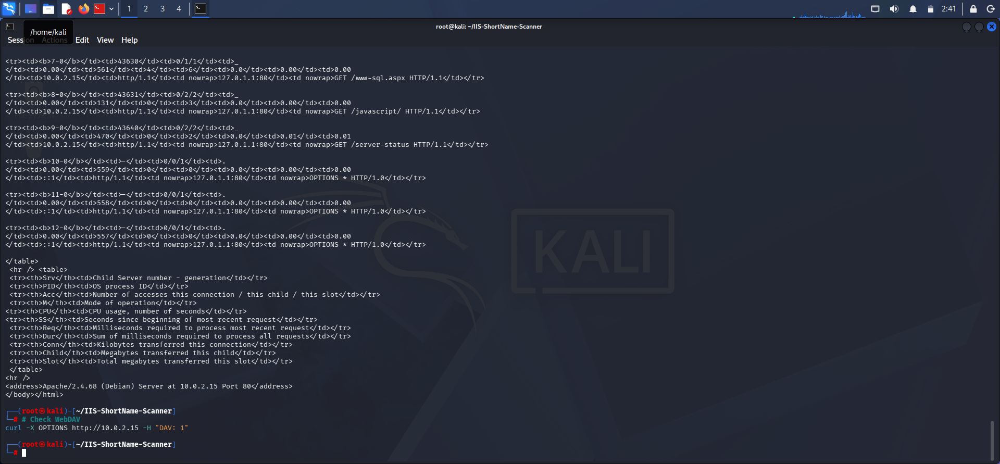 1 2 3 4 2:41
root@kali: ~/IIS-ShortName-Scanner
/home/kali
Session Actions Edit View Help
<tr><td><b>7-0</b></td><td>43630</td><td>0/1/1</td><td>_
</td><td>0.00</td><td>561</td><td>4</td><td>6</td><td>0.0</td><td>0.00</td><td>0.00
</td><td>10.0.2.15</td><td>http/1.1</td><td nowrap>127.0.1.1:80</td><td nowrap>GET /www-sql.aspx HTTP/1.1</td></tr>
<tr><td><b>8-0</b></td><td>43631</td><td>0/2/2</td><td>_
</td><td>0.00</td><td>131</td><td>0</td><td>3</td><td>0.0</td><td>0.00</td><td>0.00
</td><td>10.0.2.15</td><td>http/1.1</td><td nowrap>127.0.1.1:80</td><td nowrap>GET /javascript/ HTTP/1.1</td></tr>
<tr><td><b>9-0</b></td><td>43640</td><td>0/2/2</td><td>_
</td><td>0.00</td><td>470</td><td>0</td><td>2</td><td>0.0</td><td>0.01</td><td>0.01
</td><td>10.0.2.15</td><td>http/1.1</td><td nowrap>127.0.1.1:80</td><td nowrap>GET /server-status HTTP/1.1</td></tr>
<tr><td><b>10-0</b></td><td>-</td><td>0/0/1</td><td>.
</td><td>0.00</td><td>559</td><td>0</td><td>0</td><td>0.0</td><td>0.00</td><td>0.00
</td><td>::1</td><td>http/1.1</td><td nowrap>127.0.1.1:80</td><td nowrap>OPTIONS * HTTP/1.0</td></tr>
<tr><td><b>11-0</b></td><td>-</td><td>0/0/1</td><td>.
</td><td>0.00</td><td>558</td><td>0</td><td>0</td><td>0.0</td><td>0.00</td><td>0.00
</td><td>::1</td><td>http/1.1</td><td nowrap>127.0.1.1:80</td><td nowrap>OPTIONS * HTTP/1.0</td></tr>
<tr><td><b>12-0</b></td><td>-</td><td>0/0/1</td><td>.
</td><td>0.00</td><td>557</td><td>0</td><td>0</td><td>0.0</td><td>0.00</td><td>0.00
</td><td>::1</td><td>http/1.1</td><td nowrap>127.0.1.1:80</td><td nowrap>OPTIONS * HTTP/1.0</td></tr>
KALI
</table>
<hr /> <table>
<tr><th>Srv</th><td>Child Server number - generation</td></tr>
<tr><th>PID</th><td>OS process ID</td></tr>
<tr><th>Acc</th><td>Number of accesses this connection / this child / this slot</td></tr>
<tr><th>M</th><td>Mode of operation</td></tr>
<tr><th>CPU</th><td>CPU usage, number of seconds</td></tr>
<tr><th>SS</th><td>Seconds since beginning of most recent request</td></tr>
<tr><th>Req</th><td>Milliseconds required to process most recent request</td></tr>
<tr><th>Dur</th><td>Sum of milliseconds required to process all requests</td></tr>
<tr><th>Conn</th><td>Kilobytes transferred this connection</td></tr>
<tr><th>Child</th><td>Megabytes transferred this child</td></tr>
<tr><th>Slot</th><td>Total megabytes transferred this slot</td></tr>
</table>
<hr />
<address>Apache/2.4.68 (Debian) Server at 10.0.2.15 Port 80</address>
</body></html>
┌──(root㉿kali)-[~/IIS-ShortName-Scanner]
└─# # Check WebDAV
curl -X OPTIONS http://10.0.2.15 -H "DAV: 1"
┌──(root㉿kali)-[~/IIS-ShortName-Scanner]
└─#